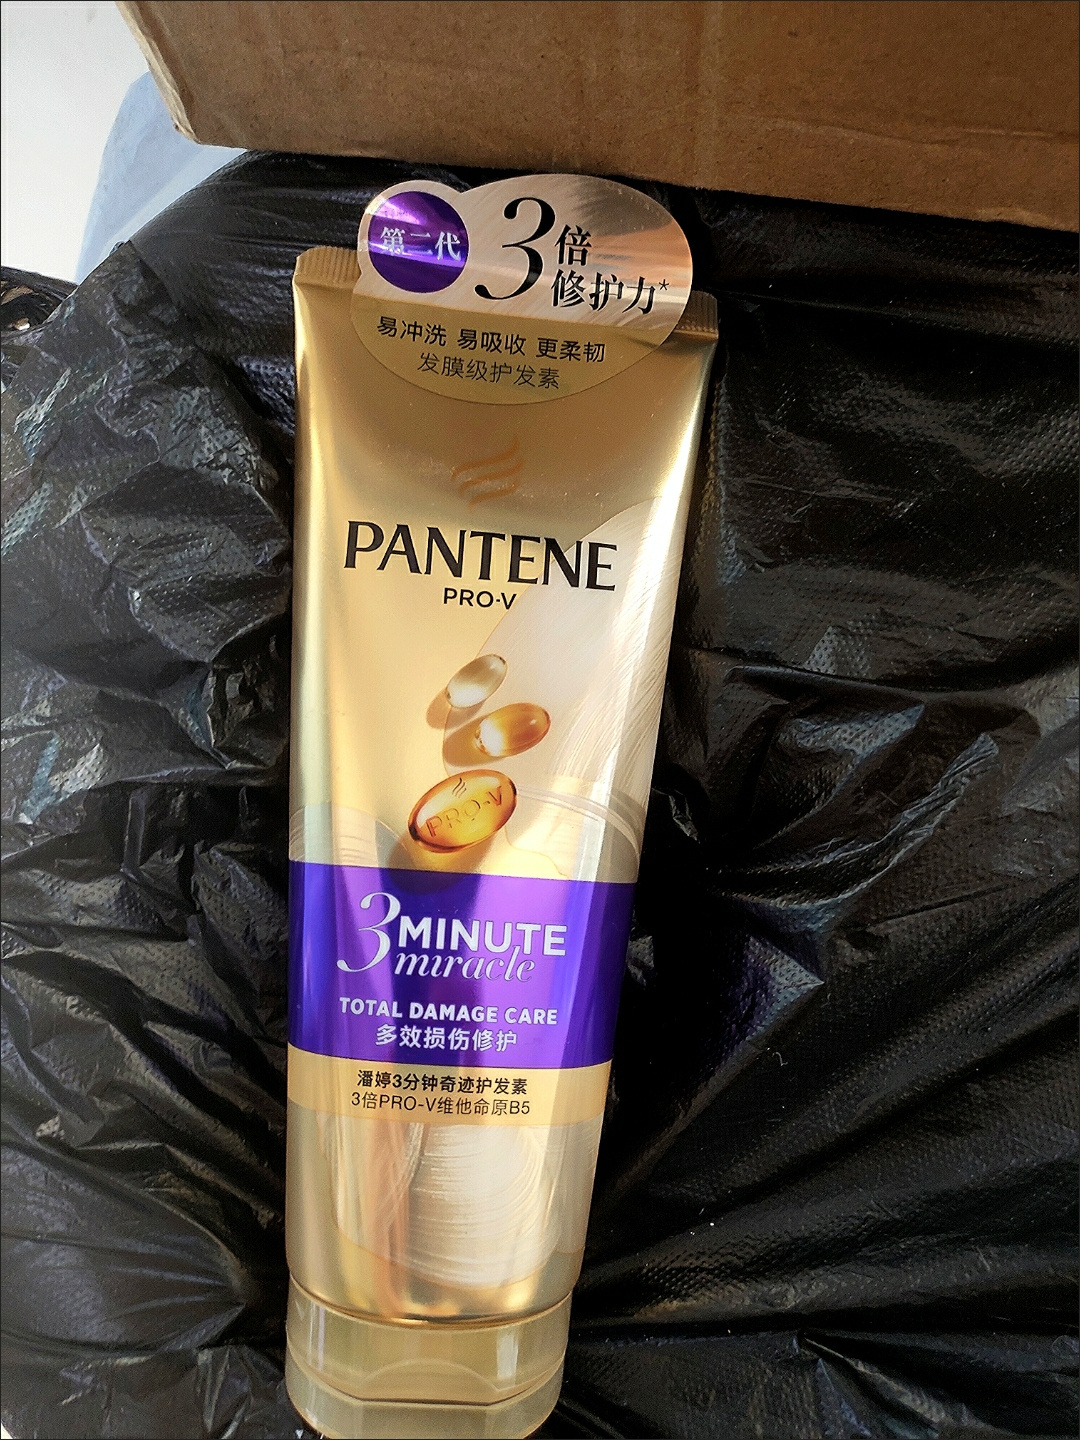 第二代
3倍
修护力*
易冲洗 易吸收 更柔韧
发膜级护发素
PANTENE
PRO-V
PRO-V
3 MINUTE
miracle
TOTAL DAMAGE CARE
多效损伤修护
潘婷3分钟奇迹护发素
3倍PRO-V维他命原B5